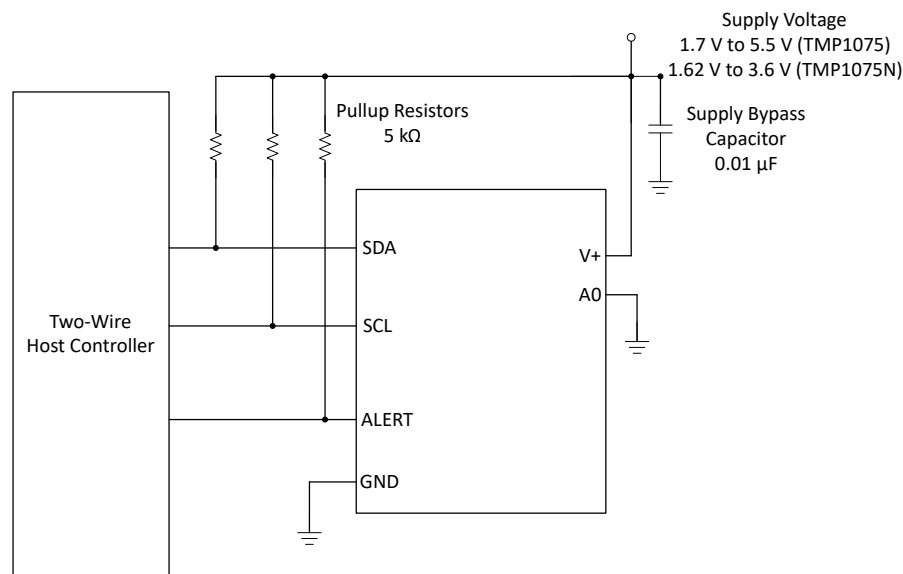 Supply Voltage
1.7 V to 5.5 V (TMP1075)
1.62 V to 3.6 V (TMP1075N)
Pullup Resistors
5 kΩ
Supply Bypass
Capacitor
0.01 µF
SDA
V+
A0
Two-Wire
Host Controller
SCL
ALERT
GND